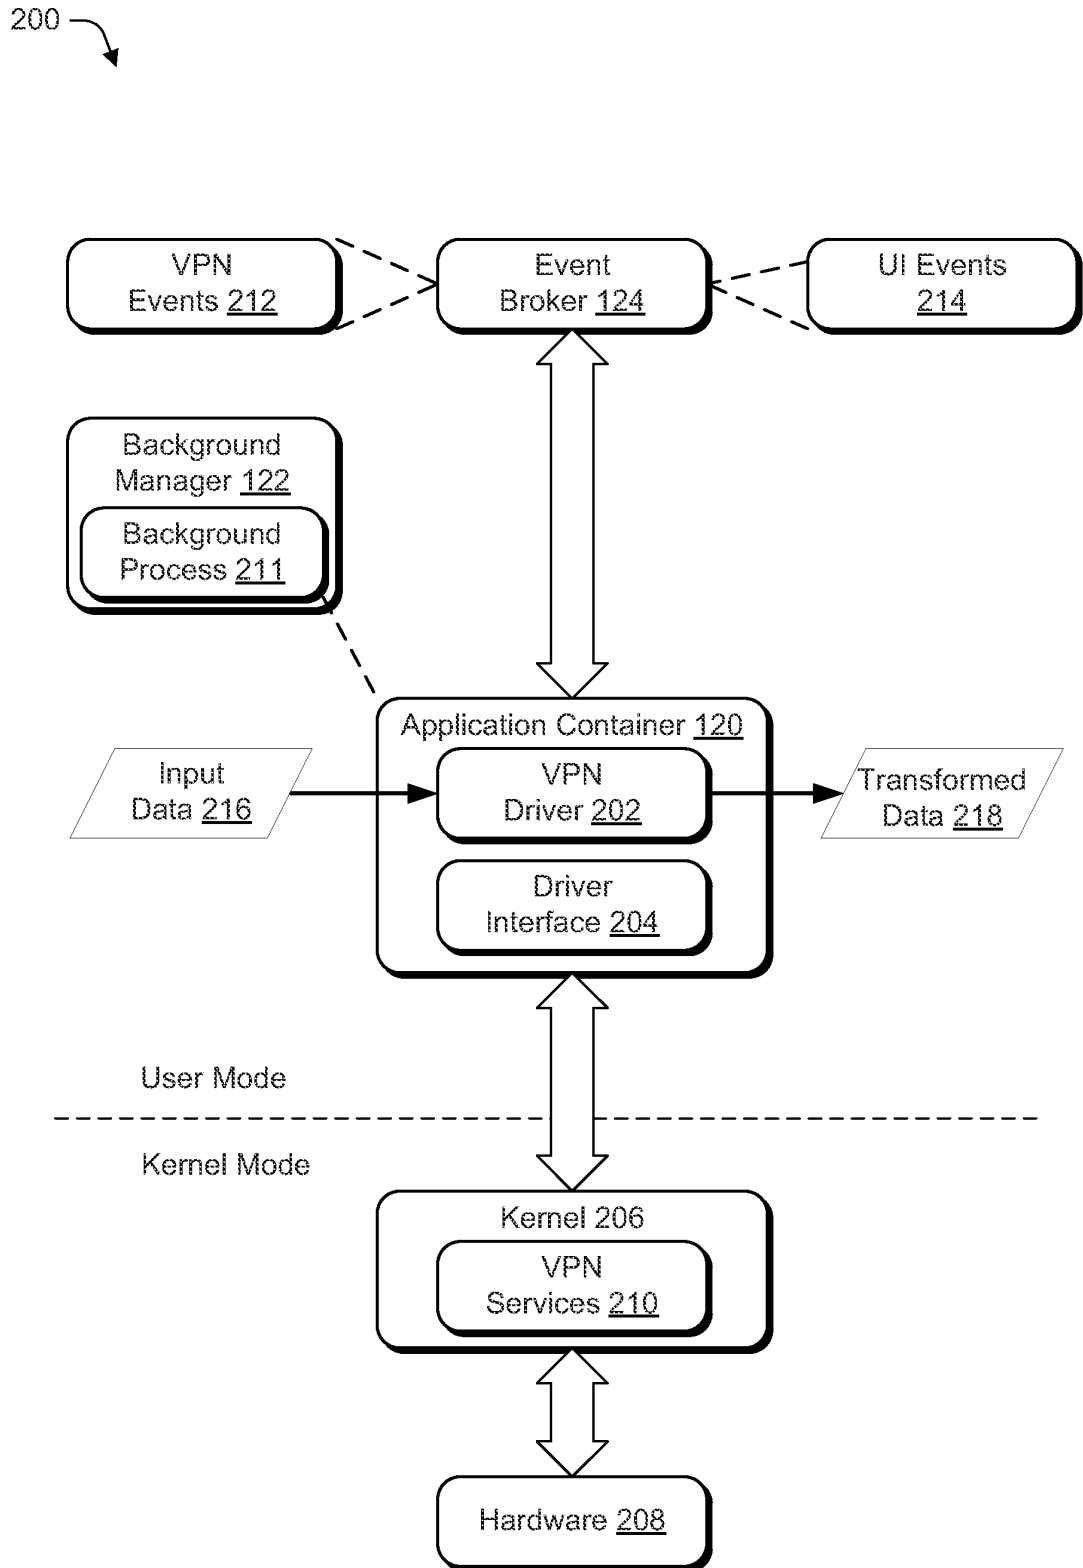 200
VPN
Events 212
Event
Broker 124
UI Events
214
Background
Manager 122
Background
Process 211
Application Container 120
Input
Data 216
VPN
Driver 202
Transformed
Data 218
Driver
Interface 204
User Mode
Kernel Mode
Kernel 206
VPN
Services 210
Hardware 208